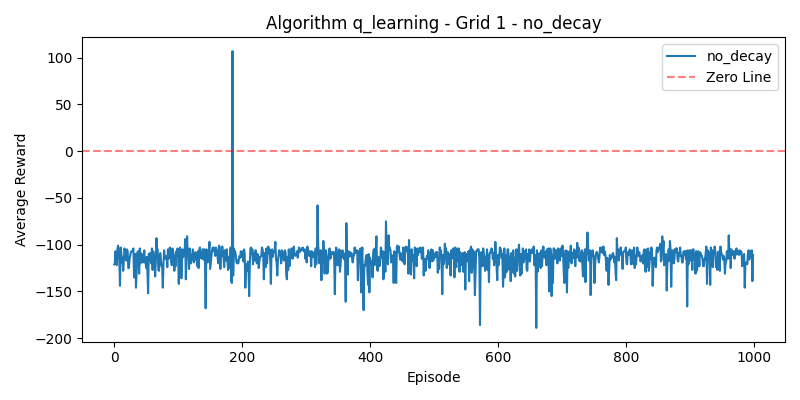 Algorithm q_learning - Grid 1 - no_decay
no_decay
Zero Line
100
50
0
−50
−100
−150
−200
Average Reward
0
200
400
600
800
1000
Episode